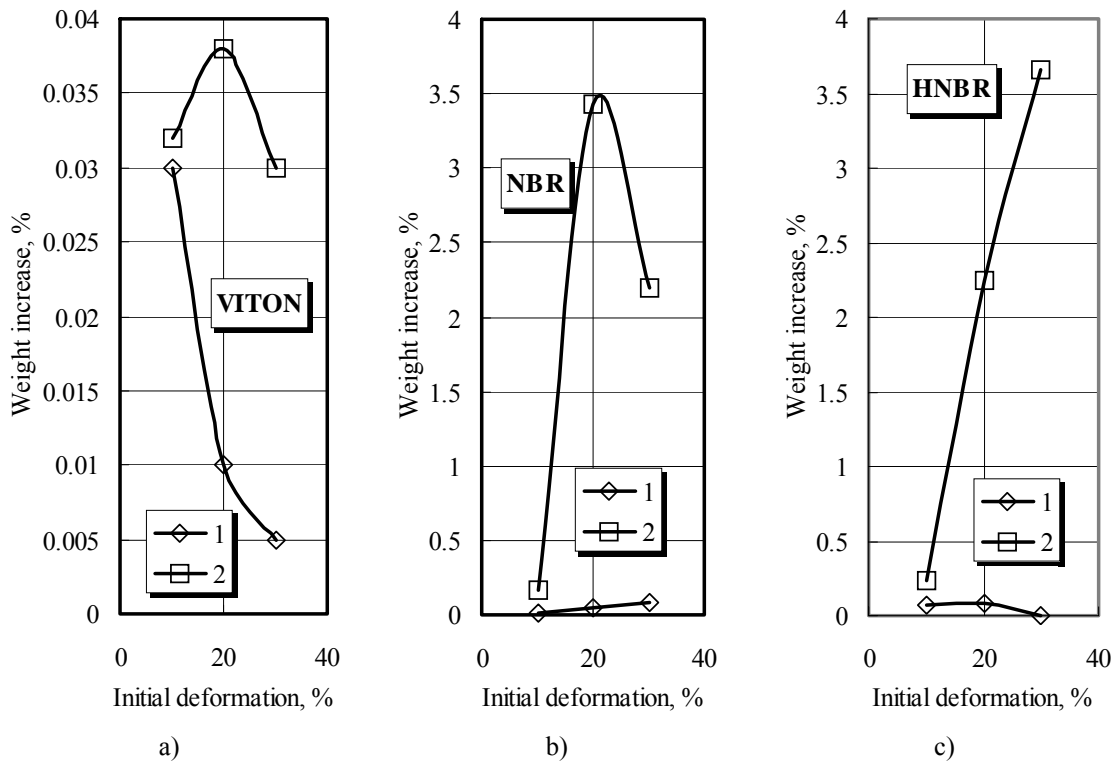 0.04
0.035
0.03
0.025
0.02
0.015
0.01
0.005
0
Weight increase, %
VITON
1
2
0 20 40
Initial deformation, %
a)
4
3.5
3
2.5
2
1.5
1
0.5
0
Weight increase, %
NBR
1
2
0 20 40
Initial deformation, %
b)
4
3.5
3
2.5
2
1.5
1
0.5
0
Weight increase, %
HNBR
1
2
0 20 40
Initial deformation, %
c)